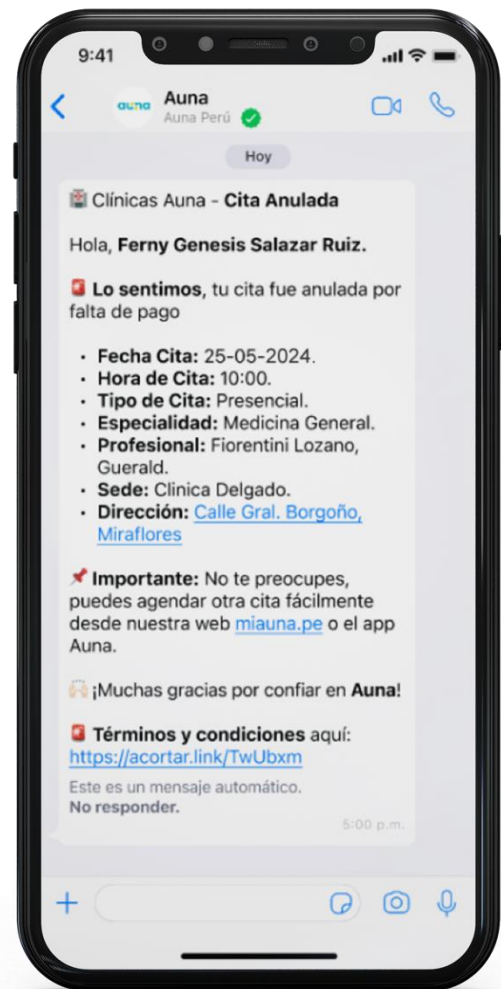 9:41
auna
Auna
Auna Perú
Hoy
Clínicas Auna - Cita Anulada
Hola, Ferny Genesis Salazar Ruiz.
Lo sentimos, tu cita fue anulada por
falta de pago
• Fecha Cita: 25-05-2024.
• Hora de Cita: 10:00.
• Tipo de Cita: Presencial.
• Especialidad: Medicina General.
• Profesional: Fiorentini Lozano,
Guerald.
• Sede: Clinica Delgado.
• Dirección: Calle Gral. Borgoño,
Miraflores
Importante: No te preocupes,
puedes agendar otra cita fácilmente
desde nuestra web miauna.pe o el app
Auna.
¡Muchas gracias por confiar en Auna!
Términos y condiciones aquí:
https://acortar.link/TwUbxm
Este es un mensaje automático.
No responder.
5:00 p.m.